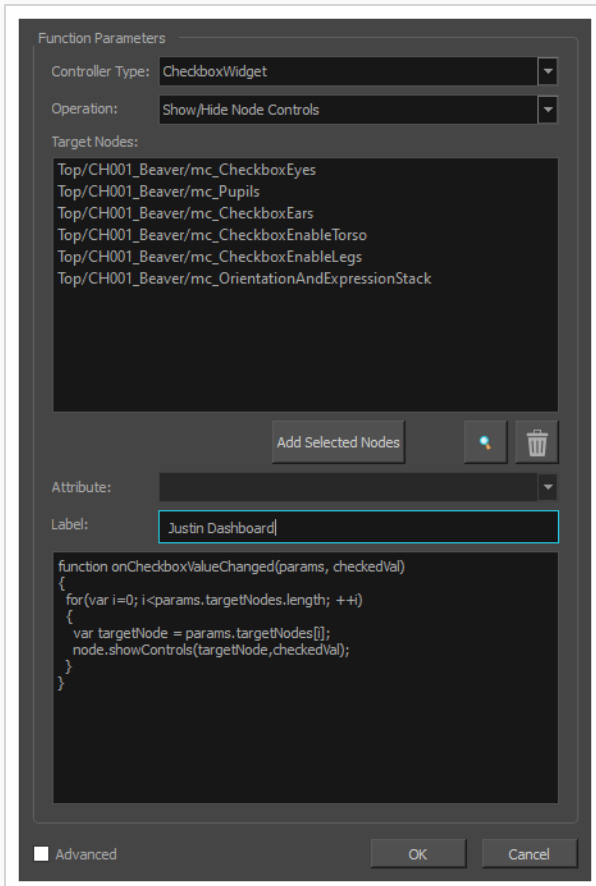 Function Parameters
Controller Type: CheckboxWidget
Operation: Show/Hide Node Controls
Target Nodes:
Top/CH001_Beaver/mc_CheckboxEyes
Top/CH001_Beaver/mc_Pupils
Top/CH001_Beaver/mc_CheckboxEars
Top/CH001_Beaver/mc_CheckboxEnableTorso
Top/CH001_Beaver/mc_CheckboxEnableLegs
Top/CH001_Beaver/mc_OrientationAndExpressionStack
Add Selected Nodes
Attribute:
Label: Justin Dashboard
function onCheckboxValueChanged(params, checkedVal)
{
for(var i=0; i<params.targetNodes.length; ++i)
{
var targetNode = params.targetNodes[i];
node.showControls(targetNode,checkedVal);
}
}
Advanced OK Cancel